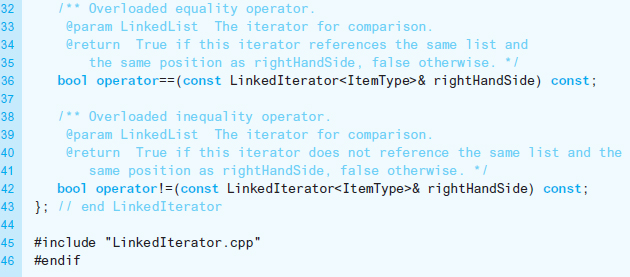 32 /** Overloaded equality operator.
33 @param LinkedList The iterator for comparison.
34 @return True if this iterator references the same list and
35 the same position as rightHandSide, false otherwise. */
36 bool operator==(const LinkedIterator<ItemType>& rightHandSide) const;
37
38 /** Overloaded inequality operator.
39 @param LinkedList The iterator for comparison.
40 @return True if this iterator does not reference the same list and the
41 same position as rightHandSide, false otherwise. */
42 bool operator!=(const LinkedIterator<ItemType>& rightHandSide) const;
43 }; // end LinkedIterator
44
45 #include "LinkedIterator.cpp"
46 #endif